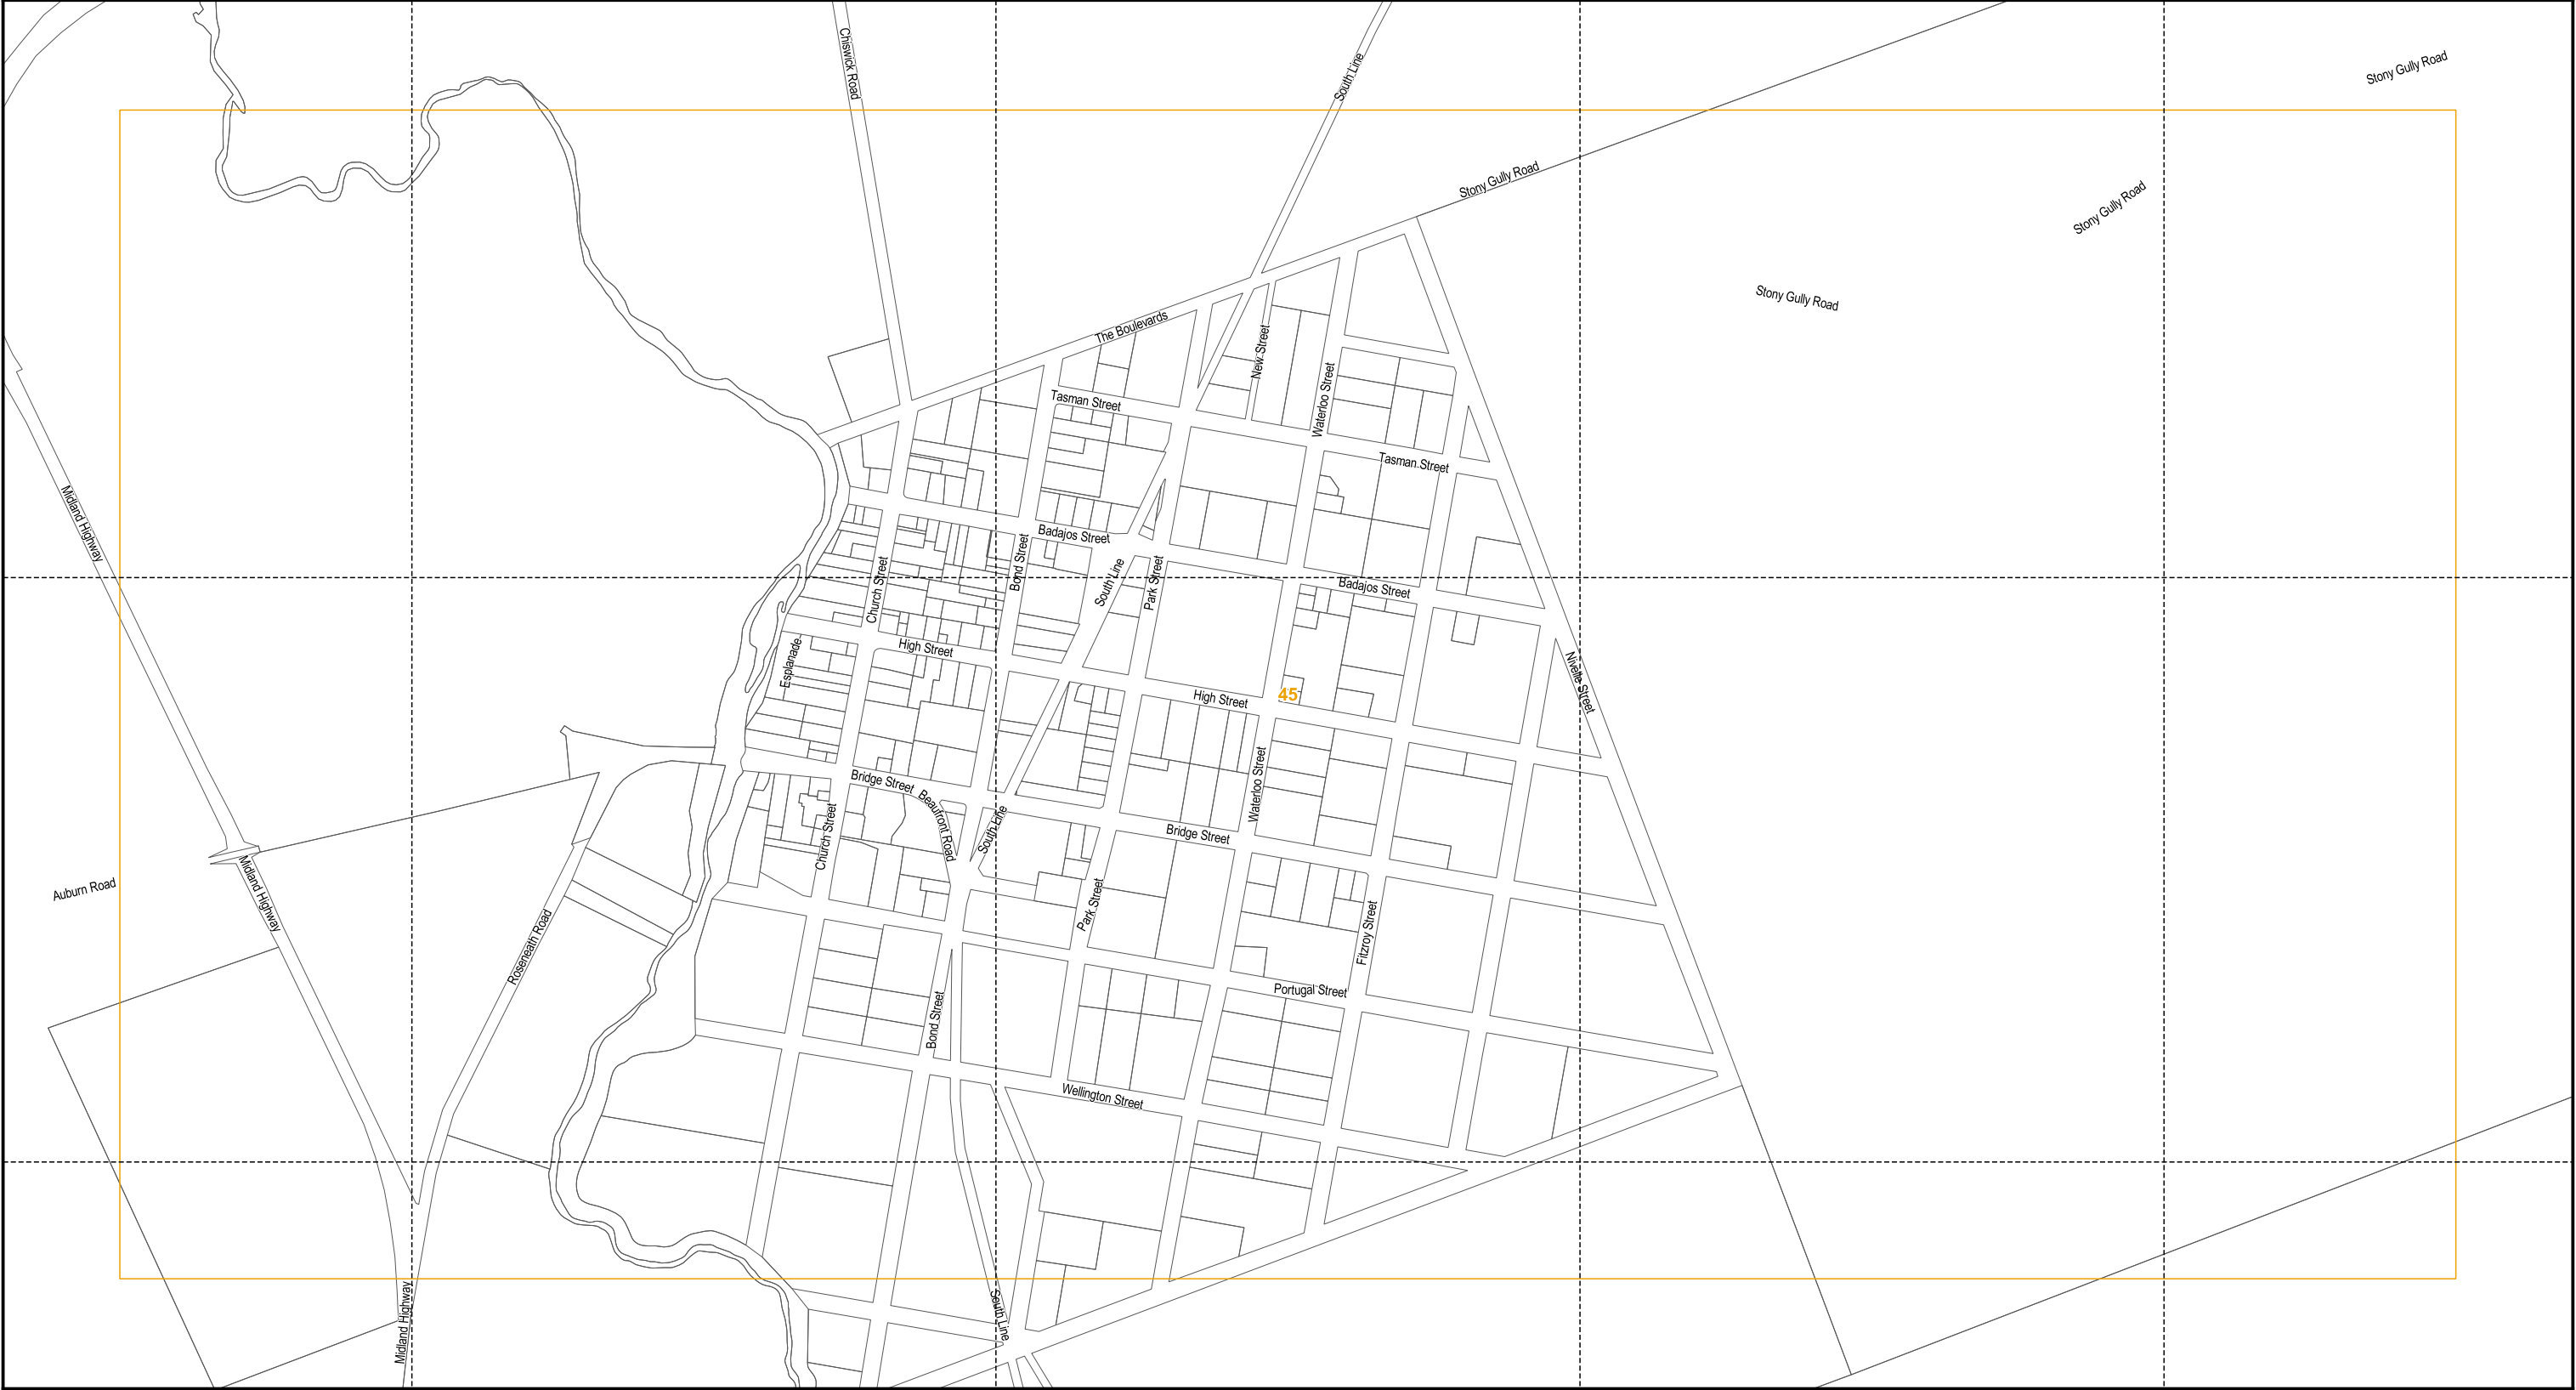 Chiswick Road
South Line
Stony Gully Road
Stony Gully Road
Stony Gully Road
Stony Gully Road
The Boulevards
New Street
Waterloo Street
Tasman Street
Tasman Street
Midland Highway
Badajos Street
Bond Street
Church Street
South Line
Park Street
Badajos Street
High Street
Esplanade
Nivelle Street
45
High Street
Bridge Street
Beaufront Road
South Line
Waterloo Street
Church Street
Bridge Street
Midland Highway
Auburn Road
Roseneath Road
Park Street
Fitzroy Street
Portugal Street
Bond Street
Wellington Street
Midland Highway
South Line